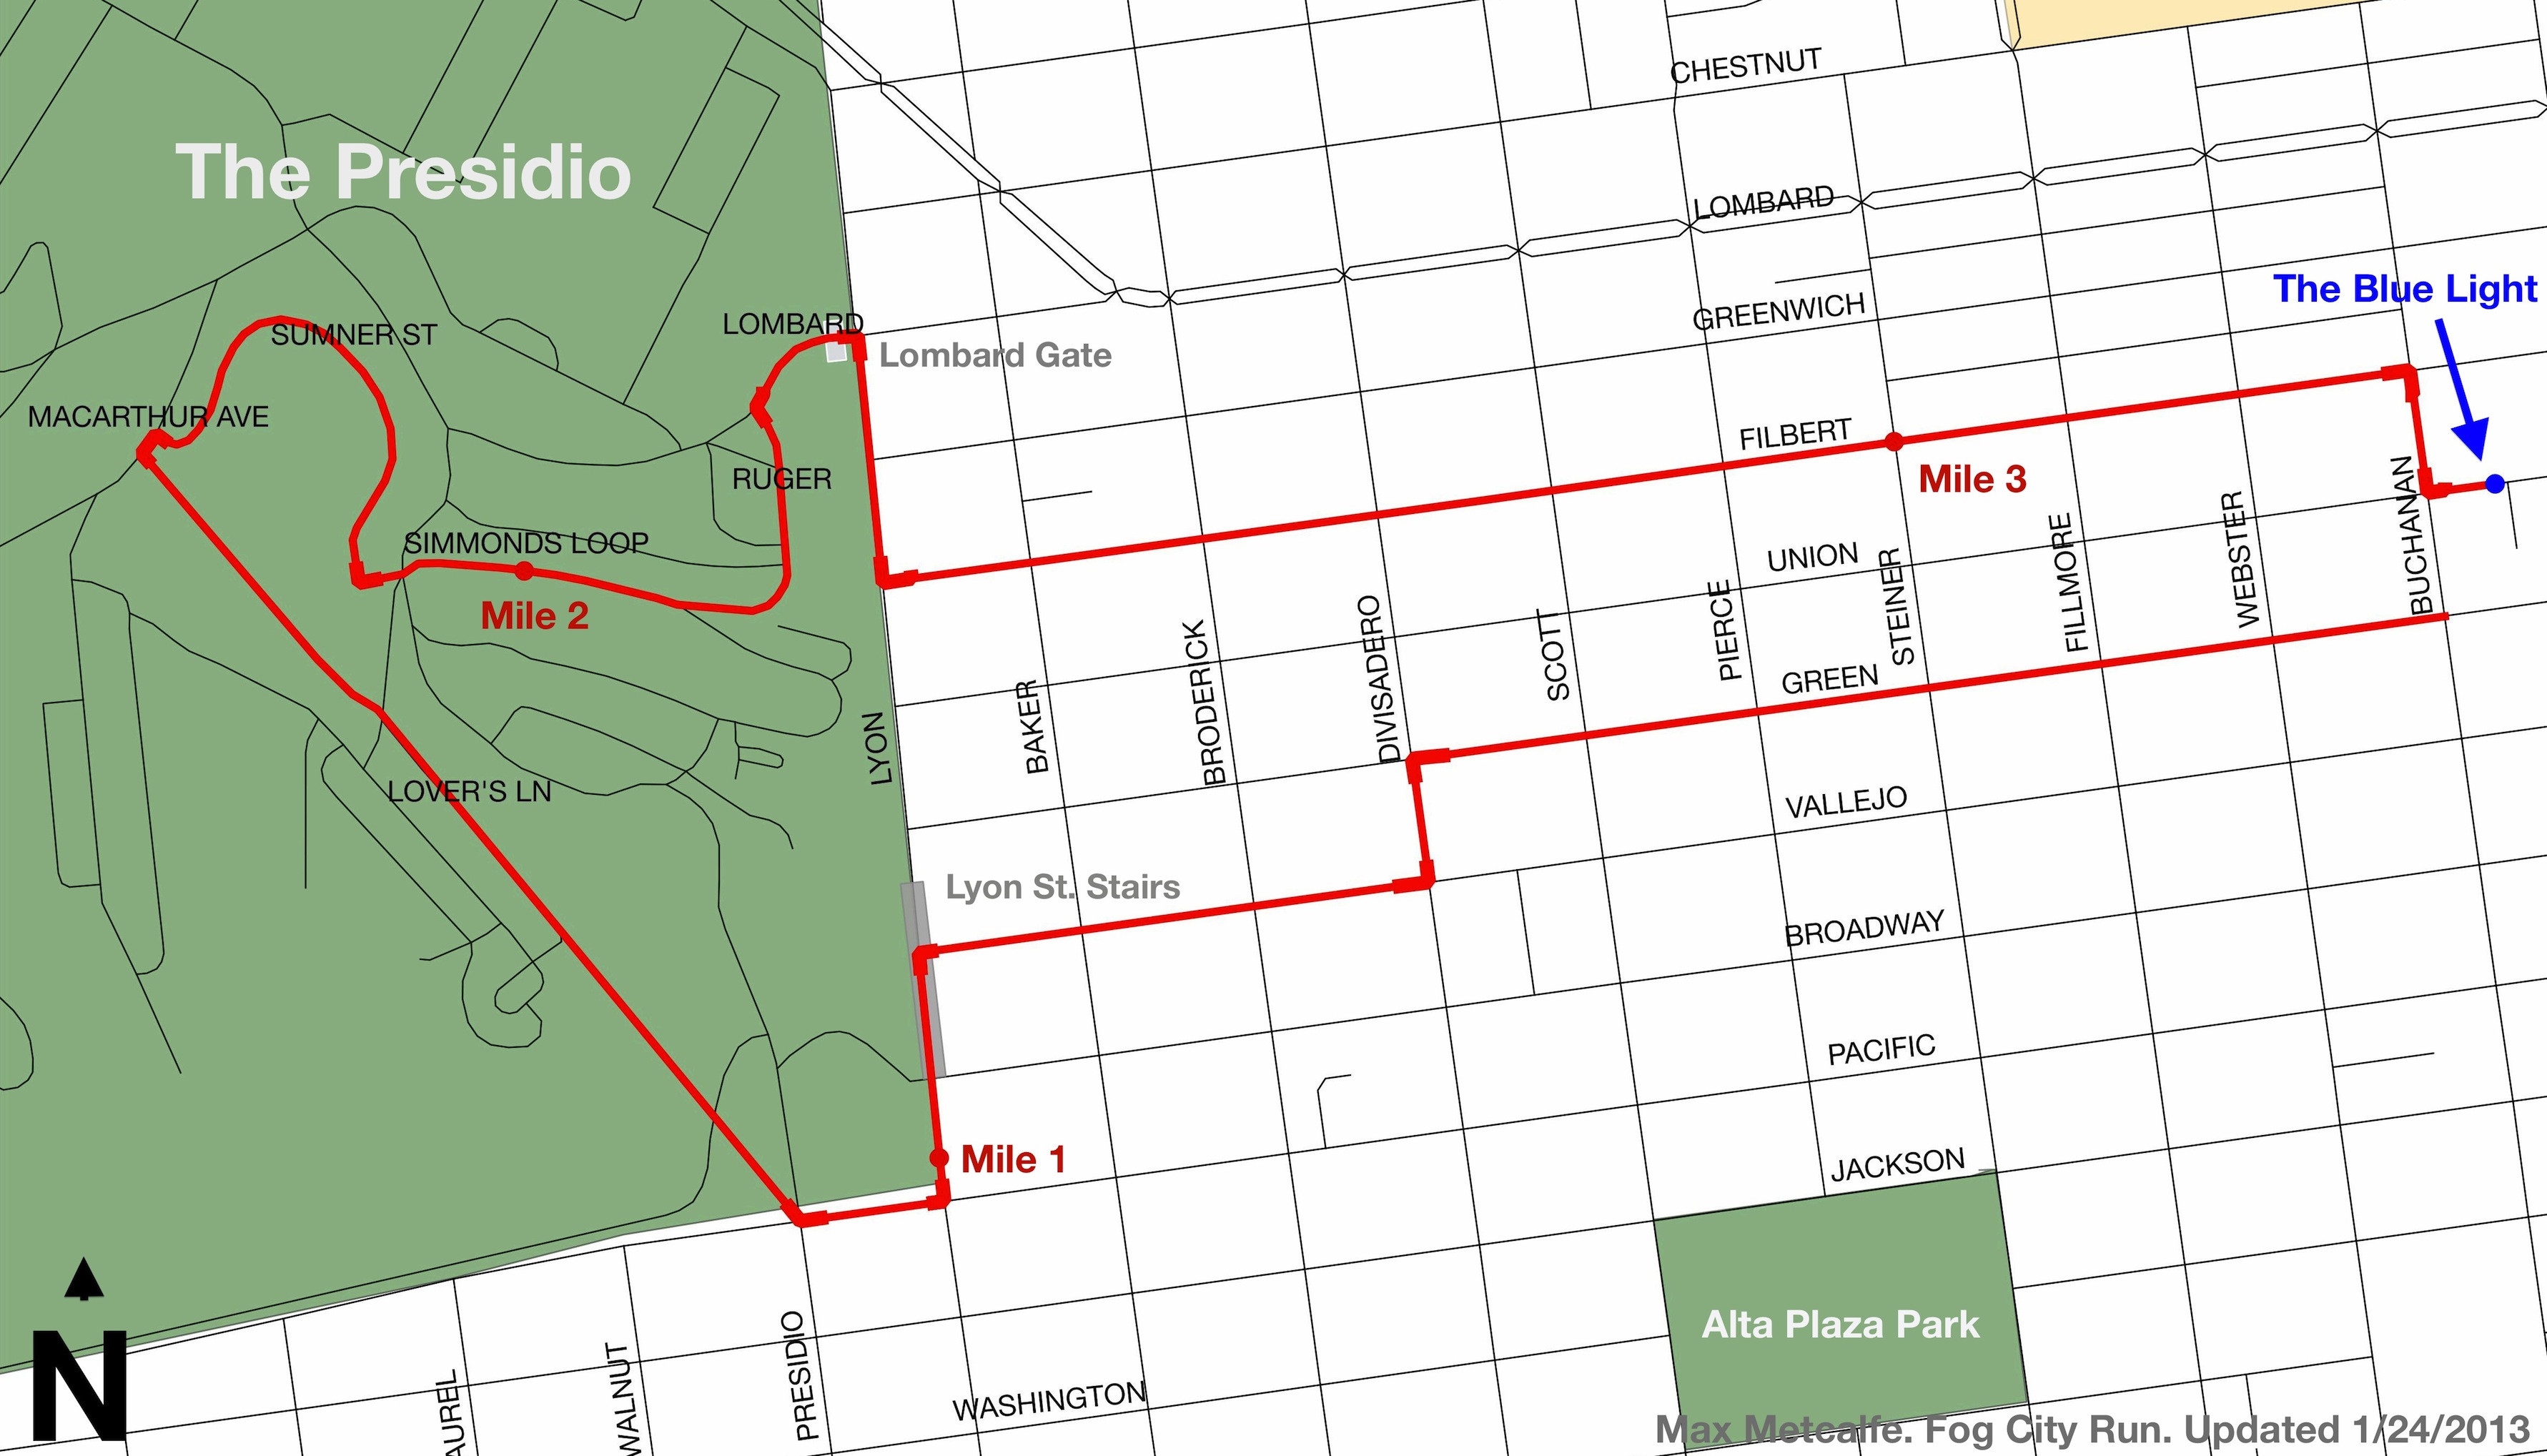 CHESTNUT
The Presidio
LOMBARD
The Blue Light
GREENWICH
LOMBARD
SUMNER ST
Lombard Gate
MACARTHUR AVE
FILBERT
RUGER
Mile 3
SIMMONDS LOOP
UNION
BUCHANAN
WEBSTER
FILLMORE
STEINER
Mile 2
PIERCE
SCOTT
DIVISADERO
BRODERICK
BAKER
LYON
GREEN
LOVER'S LN
VALLEJO
Lyon St. Stairs
BROADWAY
PACIFIC
Mile 1
JACKSON
Alta Plaza Park
N
AUREL
WALNUT
PRESIDIO
WASHINGTON
Max Metcalfe. Fog City Run. Updated 1/24/2013